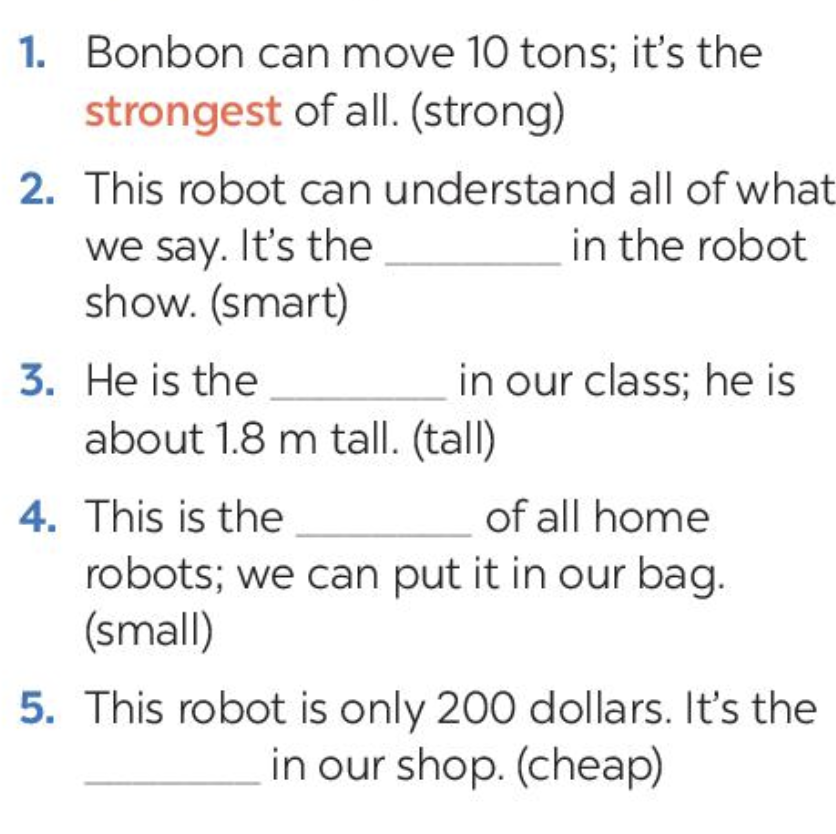 1. Bonbon can move 10 tons; it's the
strongest of all. (strong)
2. This robot can understand all of what
we say. It's the ________ in the robot
show. (smart)
3. He is the ________ in our class; he is
about 1.8 m tall. (tall)
4. This is the ________ of all home
robots; we can put it in our bag.
(small)
5. This robot is only 200 dollars. It's the
________ in our shop. (cheap)